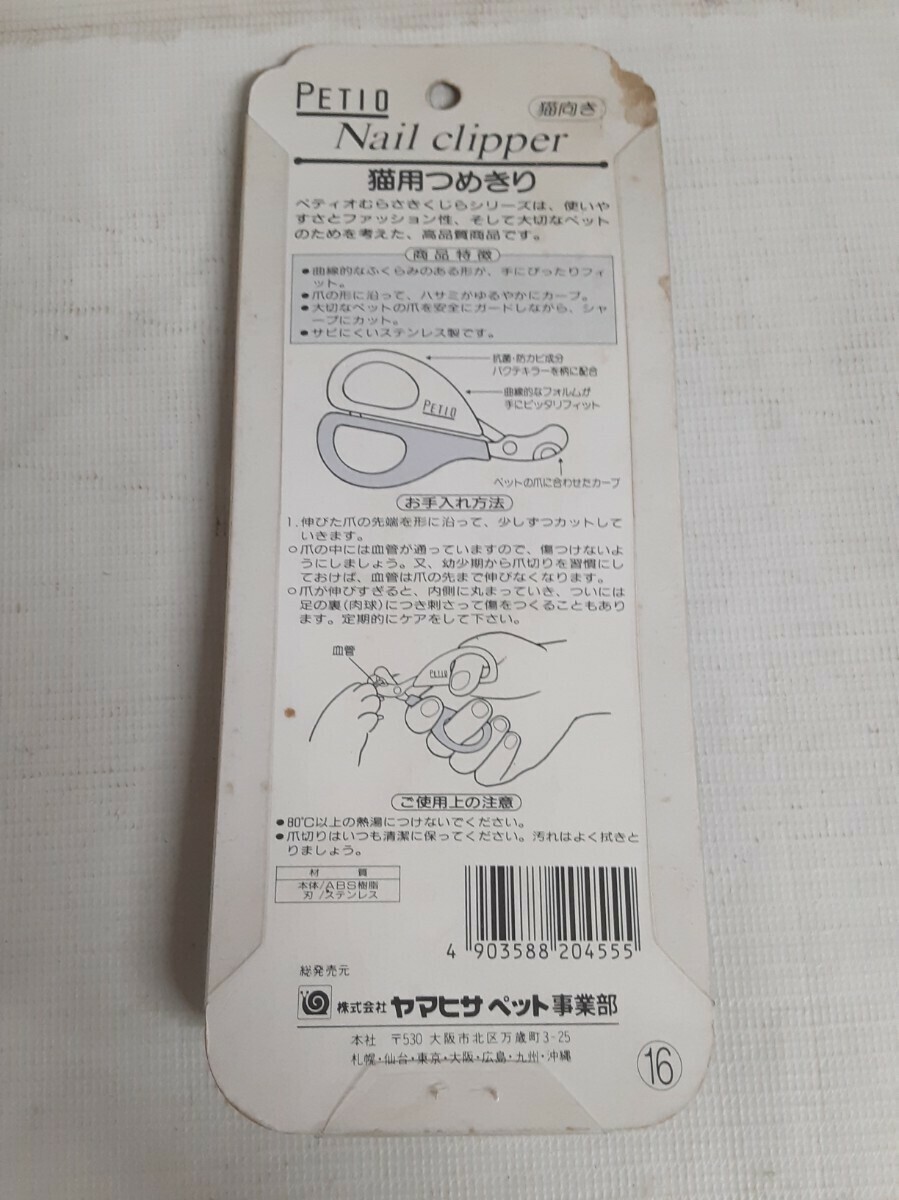 PETIO
猫向き
Nail clipper
猫用つめきり
ペティオむらさきくじらシリーズは、使いや
すさとファッション性、そして大切なペット
のためを考えた、高品質商品です。
商品特徴
●曲線的なふくらみのある形が、手にぴったりフィ
ット。
●爪の形に沿って、ハサミがゆるやかにカーブ。
●大切なペットの爪を安全にガードしながら、シャ
ープにカット。
●サビにくいステンレス製です。
抗菌・防カビ成分
バクテキラーを柄に配合
曲線的なフォルムが
手にピッタリフィット
PETIO
ペットの爪に合わせたカーブ
お手入れ方法
1.伸びた爪の先端を形に沿って、少しずつカットして
いきます。
○爪の中には血管が通っていますので、傷つけないよ
うにしましょう。又、幼少期から爪切りを習慣にし
ておけば、血管は爪の先まで伸びなくなります。
○爪が伸びすぎると、内側に丸まっていき、ついには
足の裏(肉球)につき刺さって傷をつくることもあり
ます。定期的にケアをして下さい。
血管
PETIO
ご使用上の注意
●80℃以上の熱湯につけないでください。
●爪切りはいつも清潔に保ってください。汚れはよく拭きと
りましょう。
材質
本体/ABS樹脂
刃/ステンレス
4 903588 204555
総発売元
株式会社 ヤマヒサ ペット事業部
本社 〒530 大阪市北区万歳町3-25
札幌・仙台・東京・大阪・広島・九州・沖縄
16